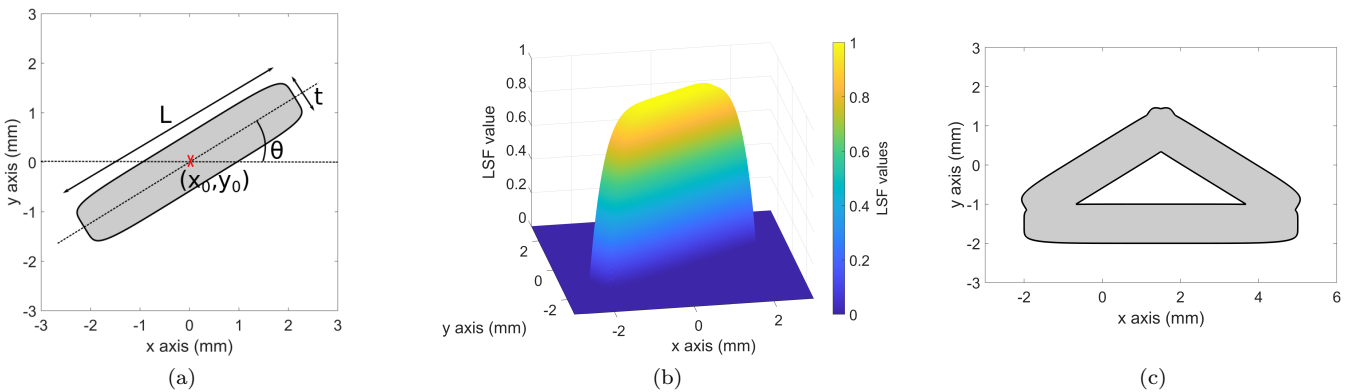 3
2
1
0
-1
-2
-3
y axis (mm)
-3 -2 -1 0 1 2 3
x axis (mm)
L
t
θ
(x₀,y₀)
(a)
1
0.8
0.6
0.4
0.2
0
LSF value
2
0
-2
y axis (mm)
-2 0 2
x axis (mm)
1
0.8
0.6
0.4
0.2
0
LSF values
(b)
3
2
1
0
-1
-2
-3
y axis (mm)
-2 0 2 4 6
x axis (mm)
(c)